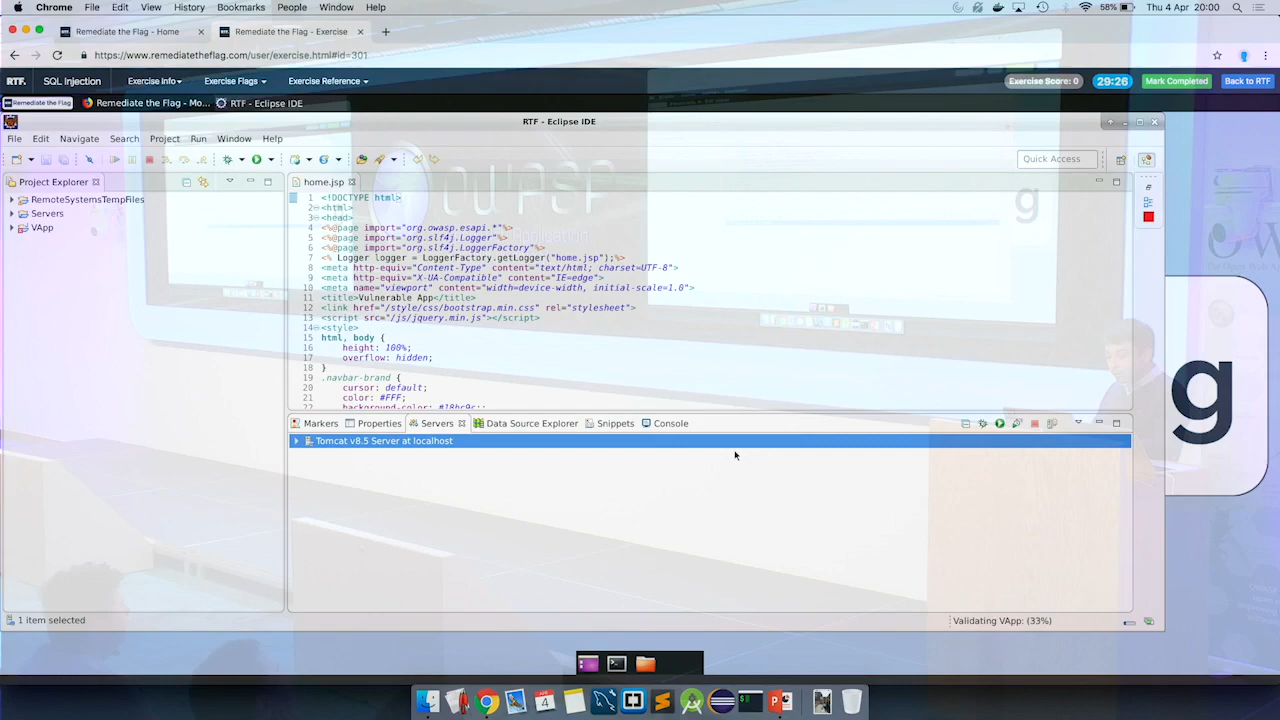 Chrome File Edit View History Bookmarks People Window Help 58% Thu 4 Apr 20:00
Remediate the Flag - Home Remediate the Flag - Exercise
https://www.remediatetheflag.com/user/exercise.html#id=301
RTF. SQL Injection Exercise Info Exercise Flags Exercise Reference Exercise Score: 0 29:26 Mark Completed Back to RTF
Remediate the Flag Remediate the Flag - Mo... RTF - Eclipse IDE
RTF - Eclipse IDE
File Edit Navigate Search Project Run Window Help
Quick Access
Project Explorer home.jsp
RemoteSystemsTempFiles
Servers
VApp
1 <!DOCTYPE html>
2 <html>
3 <head>
4 <%@page import="org.owasp.esapi.*"%>
5 <%@page import="org.slf4j.Logger"%>
6 <%@page import="org.slf4j.LoggerFactory"%>
7 <% Logger logger = LoggerFactory.getLogger("home.jsp");%>
8 <meta http-equiv="Content-Type" content="text/html; charset=UTF-8">
9 <meta http-equiv="X-UA-Compatible" content="IE=edge">
10 <meta name="viewport" content="width=device-width, initial-scale=1.0">
11 <title>Vulnerable App</title>
12 <link href="/style/css/bootstrap.min.css" rel="stylesheet">
13 <script src="/js/jquery.min.js"></script>
14 <style>
15 html, body {
16 height: 100%;
17 overflow: hidden;
18 }
19 .navbar-brand {
20 cursor: default;
21 color: #FFF;
22 background-color: #18bc9c;
OWASP
g
g
Markers Properties Servers Data Source Explorer Snippets Console
Tomcat v8.5 Server at localhost
1 item selected Validating VApp: (33%)